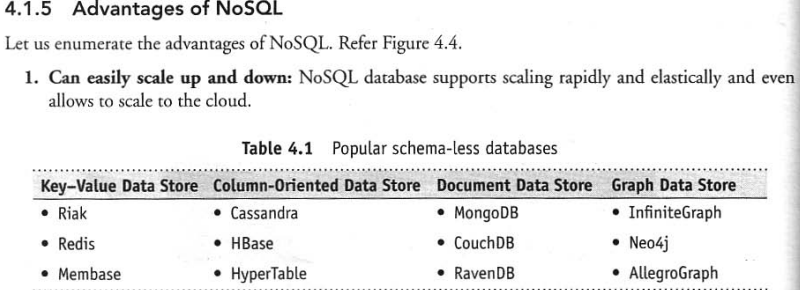 4.1.5 Advantages of NoSQL
Let us enumerate the advantages of NoSQL. Refer Figure 4.4.
1. Can easily scale up and down: NoSQL database supports scaling rapidly and elastically and even
allows to scale to the cloud.
Table 4.1 Popular schema-less databases
Key–Value Data Store Column-Oriented Data Store Document Data Store Graph Data Store
• Riak • Cassandra • MongoDB • InfiniteGraph
• Redis • HBase • CouchDB • Neo4j
• Membase • HyperTable • RavenDB • AllegroGraph